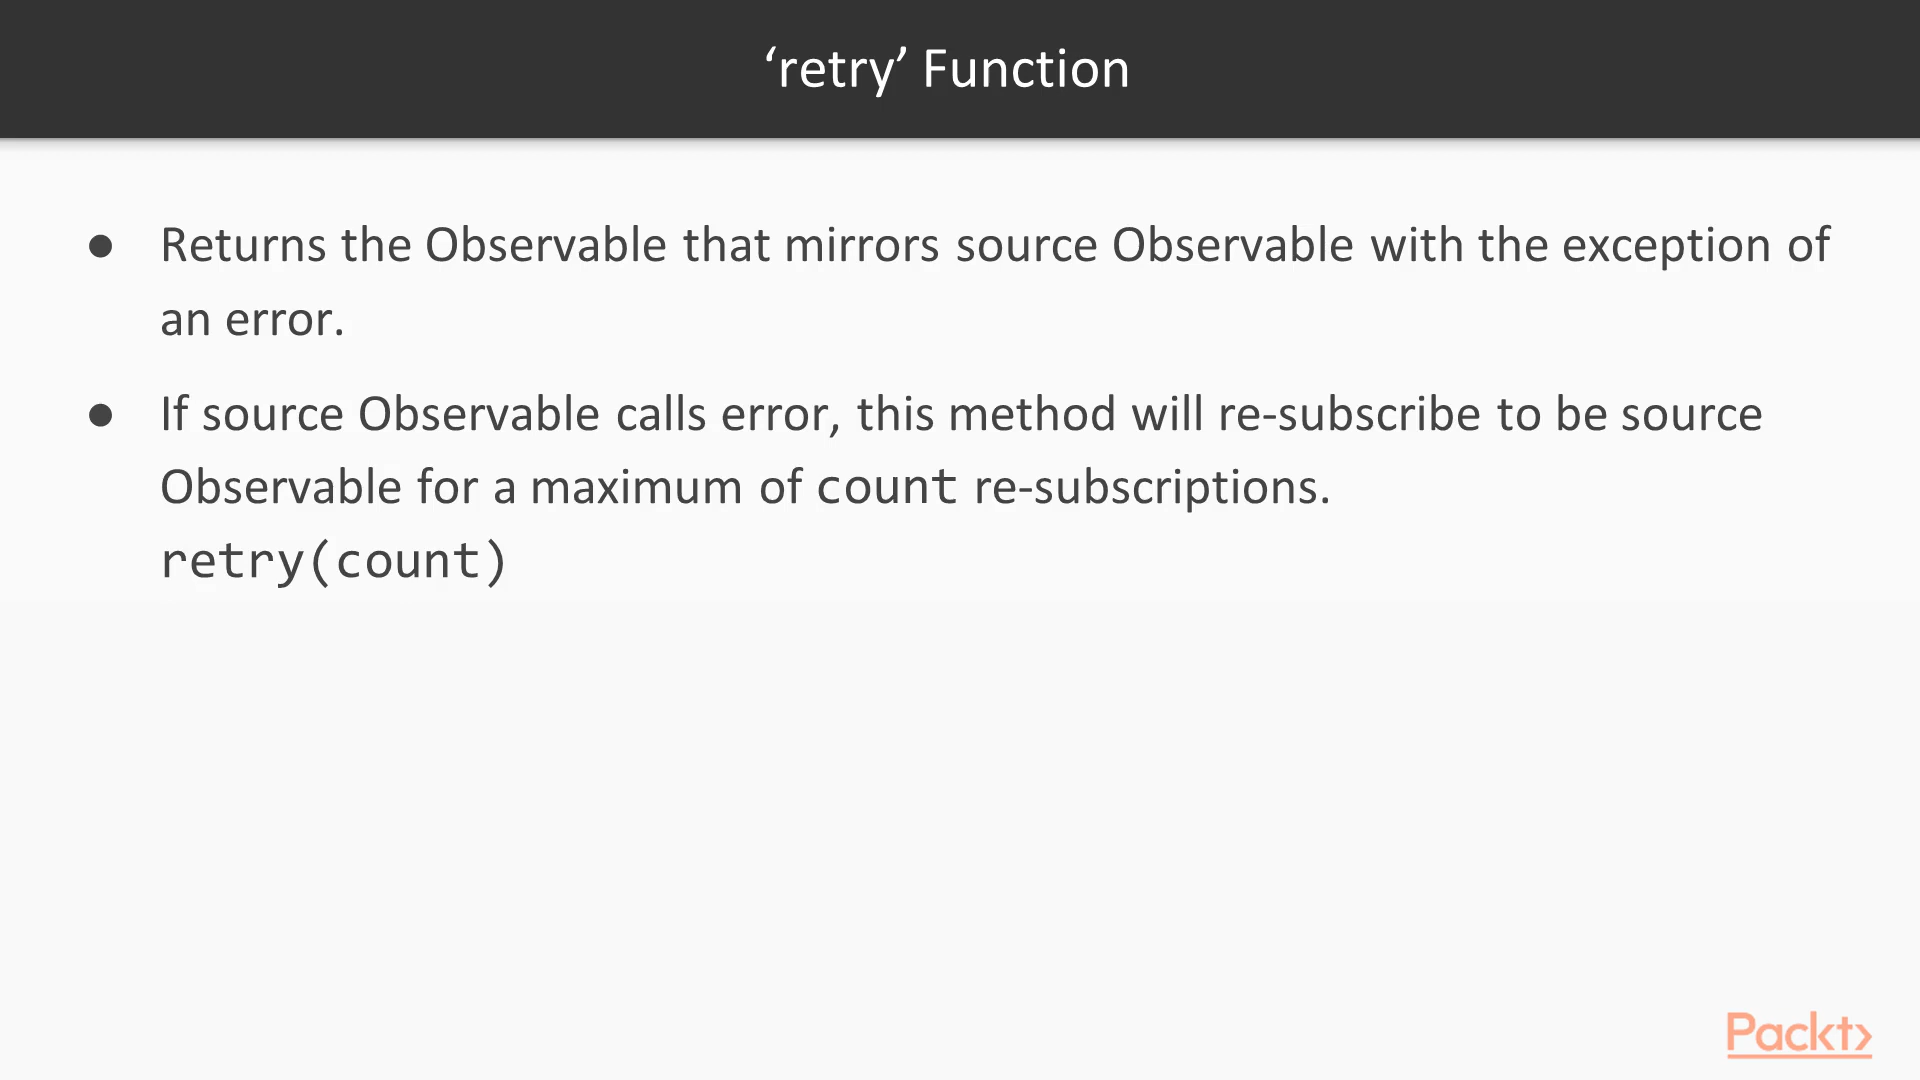 ‘retry’ Function
● Returns the Observable that mirrors source Observable with the exception of
an error.
● If source Observable calls error, this method will re-subscribe to be source
Observable for a maximum of count re-subscriptions.
retry(count)
Packt>